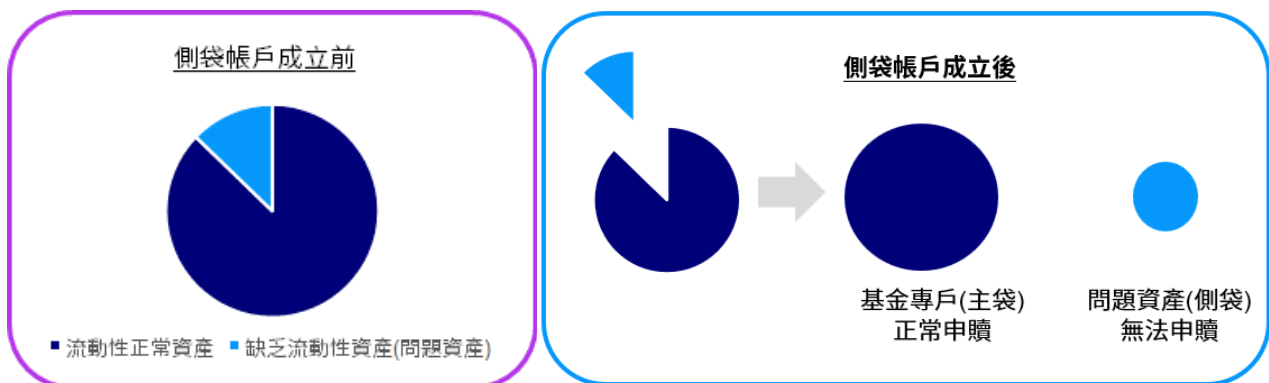 側袋帳戶成立前
■ 流動性正常資產 ■ 缺乏流動性資產(問題資產)
側袋帳戶成立後
基金專戶(主袋)
正常申贖
問題資產(側袋)
無法申贖